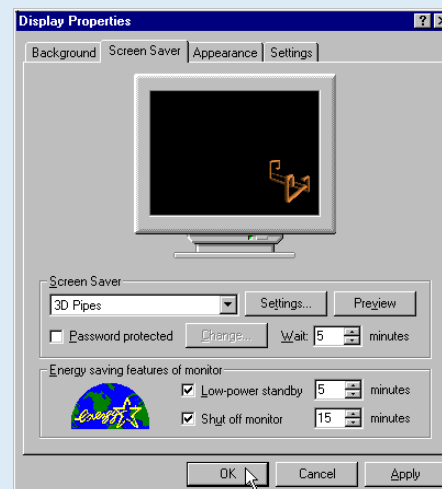 Display Properties
Background Screen Saver Appearance Settings
Screen Saver
3D Pipes Settings... Preview
Password protected Change... Wait: 5 minutes
Energy saving features of monitor
Low-power standby 5 minutes
Shut off monitor 15 minutes
energy
OK Cancel Apply